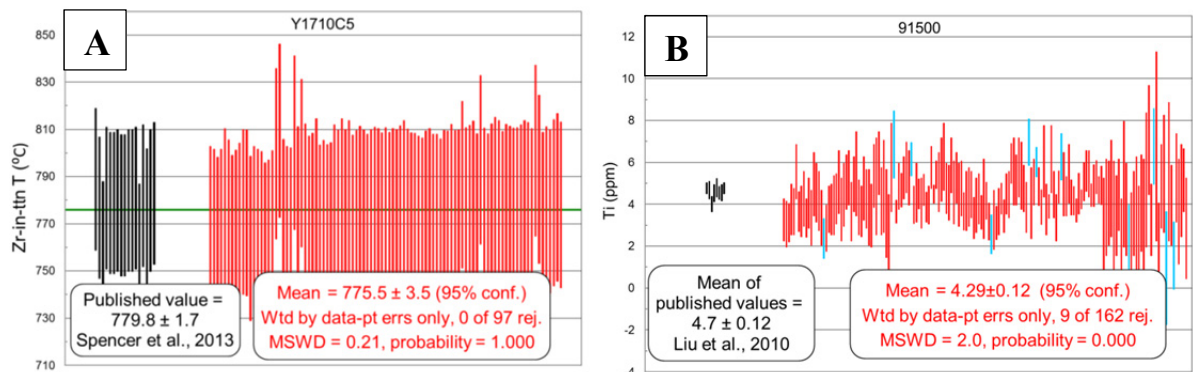 A
Y1710C5
Zr-in-ttn T (ºC)
850
830
810
790
770
750
730
710
Published value =
779.8 ± 1.7
Spencer et al., 2013
Mean = 775.5 ± 3.5 (95% conf.)
Wtd by data-pt errs only, 0 of 97 rej.
MSWD = 0.21, probability = 1.000
B
91500
Ti (ppm)
12
10
8
6
4
2
0
-2
-4
Mean of
published values =
4.7 ± 0.12
Liu et al., 2010
Mean = 4.29±0.12 (95% conf.)
Wtd by data-pt errs only, 9 of 162 rej.
MSWD = 2.0, probability = 0.000